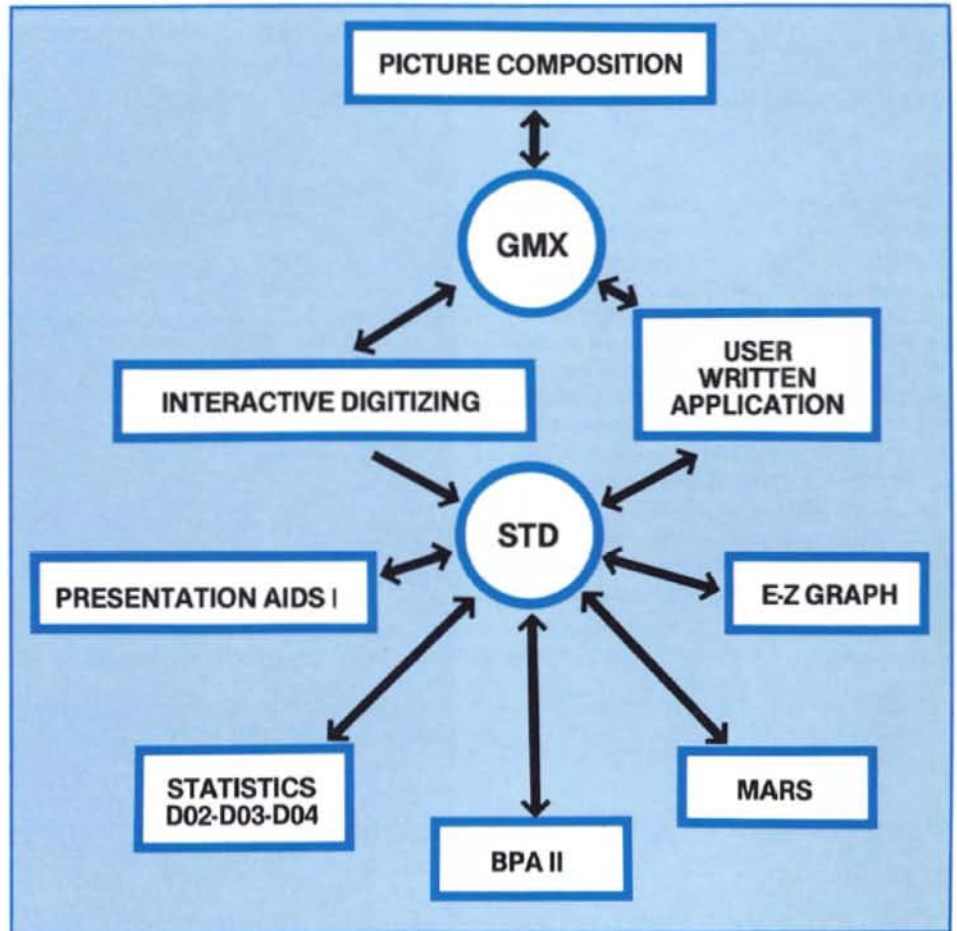 PICTURE COMPOSITION
GMX
INTERACTIVE DIGITIZING
USER
WRITTEN
APPLICATION
STD
PRESENTATION AIDS I
E-Z GRAPH
STATISTICS
D02-D03-D04
BPA II
MARS